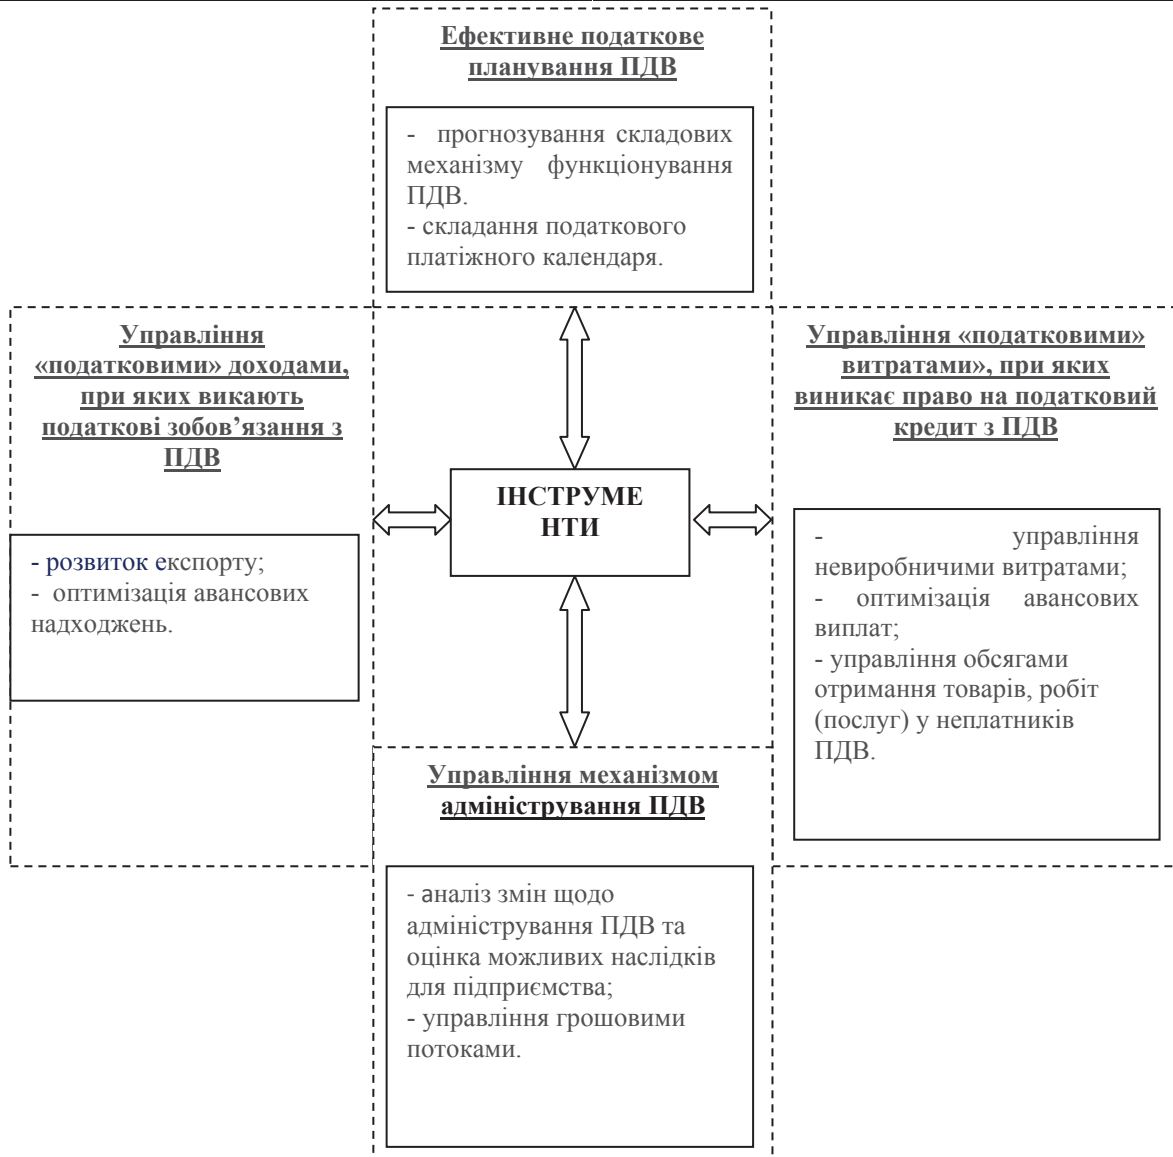 Ефективне податкове
планування ПДВ
- прогнозування складових
механізму функціонування
ПДВ.
- складання податкового
платіжного календаря.
Управління
«податковими» доходами,
при яких викають
податкові зобов’язання з
ПДВ
- розвиток експорту;
- оптимізація авансових
надходжень.
ІНСТРУМЕ
НТИ
Управління «податковими»
витратами», при яких
виникає право на податковий
кредит з ПДВ
- управління
невиробничими витратами;
- оптимізація авансових
виплат;
- управління обсягами
отримання товарів, робіт
(послуг) у неплатників
ПДВ.
Управління механізмом
адміністрування ПДВ
- аналіз змін щодо
адміністрування ПДВ та
оцінка можливих наслідків
для підприємства;
- управління грошовими
потоками.